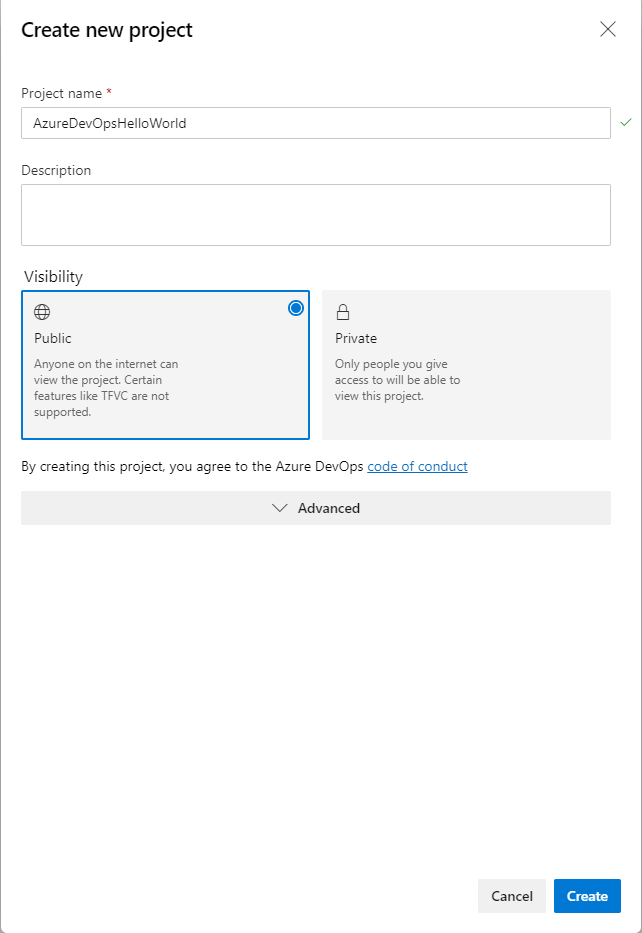 Create new project
Project name *
AzureDevOpsHelloWorld
Description
Visibility
Public
Anyone on the internet can
view the project. Certain
features like TFVC are not
supported.
Private
Only people you give
access to will be able to
view this project.
By creating this project, you agree to the Azure DevOps code of conduct
Advanced
Cancel
Create